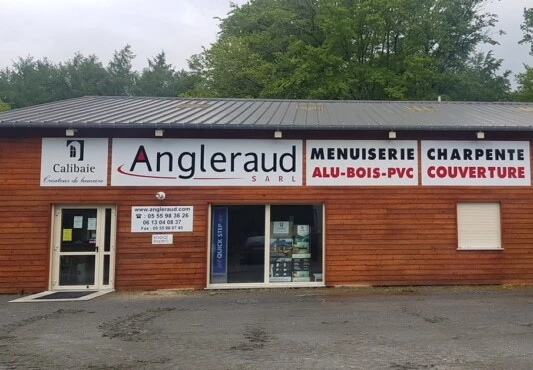 Calibaie
Créateur de lumière
Angleraud
SARL
MENUISERIE
ALU-BOIS-PVC
CHARPENTE
COUVERTURE
www.angleraud.com
☎ : 05 55 98 36 26
06 13 04 08 37
QUICK STEP